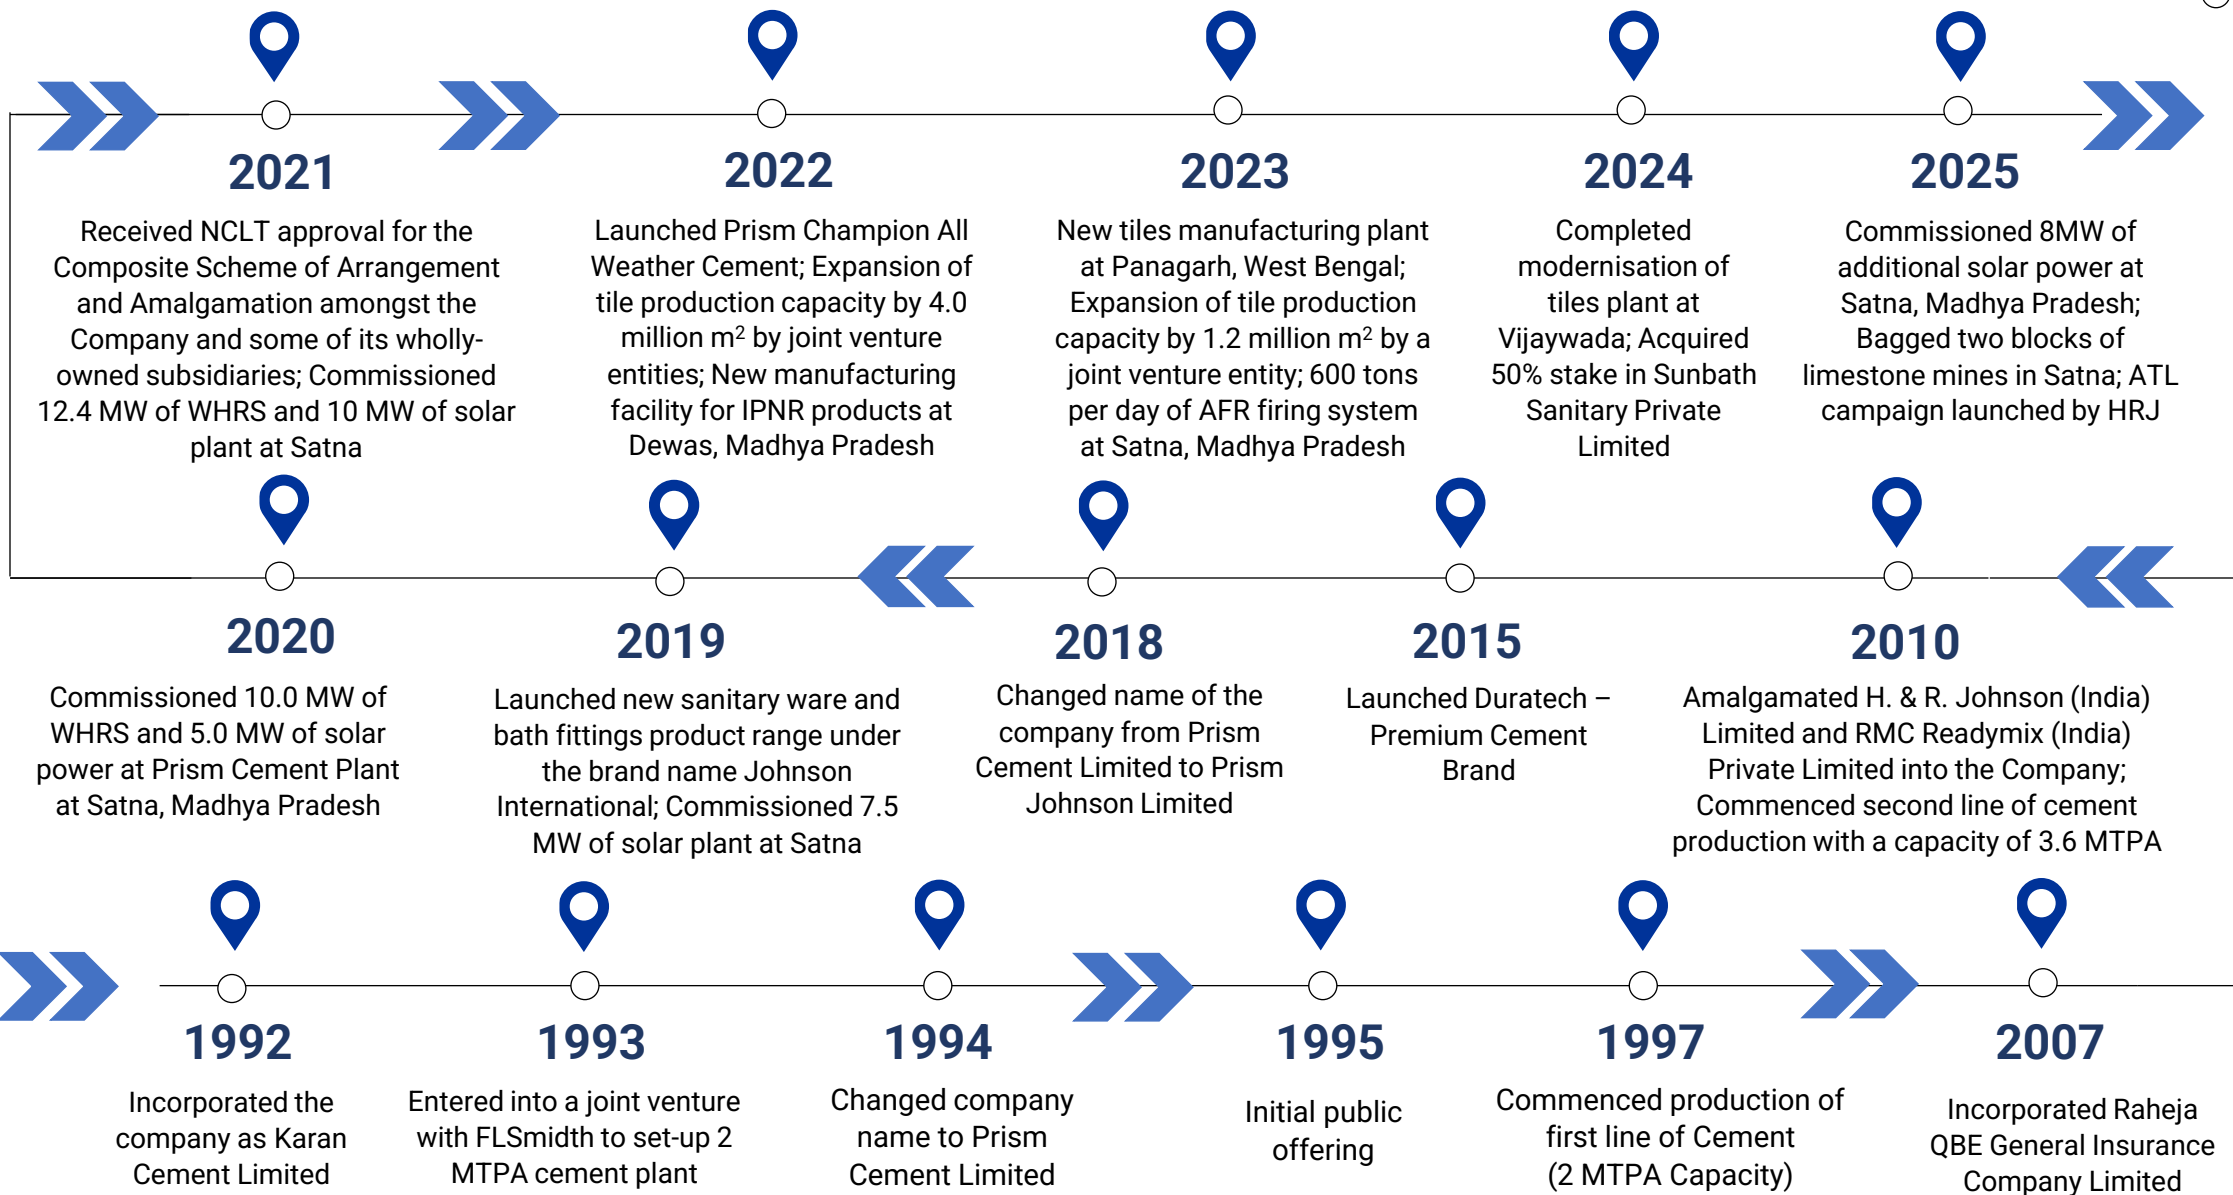 2021
Received NCLT approval for the
Composite Scheme of Arrangement
and Amalgamation amongst the
Company and some of its wholly-
owned subsidiaries; Commissioned
12.4 MW of WHRS and 10 MW of solar
plant at Satna
2022
Launched Prism Champion All
Weather Cement; Expansion of
tile production capacity by 4.0
million m² by joint venture
entities; New manufacturing
facility for IPNR products at
Dewas, Madhya Pradesh
2023
New tiles manufacturing plant
at Panagarh, West Bengal;
Expansion of tile production
capacity by 1.2 million m² by a
joint venture entity; 600 tons
per day of AFR firing system
at Satna, Madhya Pradesh
2024
Completed
modernisation of
tiles plant at
Vijaywada; Acquired
50% stake in Sunbath
Sanitary Private
Limited
2025
Commissioned 8MW of
additional solar power at
Satna, Madhya Pradesh;
Bagged two blocks of
limestone mines in Satna; ATL
campaign launched by HRJ
2020
Commissioned 10.0 MW of
WHRS and 5.0 MW of solar
power at Prism Cement Plant
at Satna, Madhya Pradesh
2019
Launched new sanitary ware and
bath fittings product range under
the brand name Johnson
International; Commissioned 7.5
MW of solar plant at Satna
2018
Changed name of the
company from Prism
Cement Limited to Prism
Johnson Limited
2015
Launched Duratech –
Premium Cement
Brand
2010
Amalgamated H. & R. Johnson (India)
Limited and RMC Readymix (India)
Private Limited into the Company;
Commenced second line of cement
production with a capacity of 3.6 MTPA
1992
Incorporated the
company as Karan
Cement Limited
1993
Entered into a joint venture
with FLSmidth to set-up 2
MTPA cement plant
1994
Changed company
name to Prism
Cement Limited
1995
Initial public
offering
1997
Commenced production of
first line of Cement
(2 MTPA Capacity)
2007
Incorporated Raheja
QBE General Insurance
Company Limited